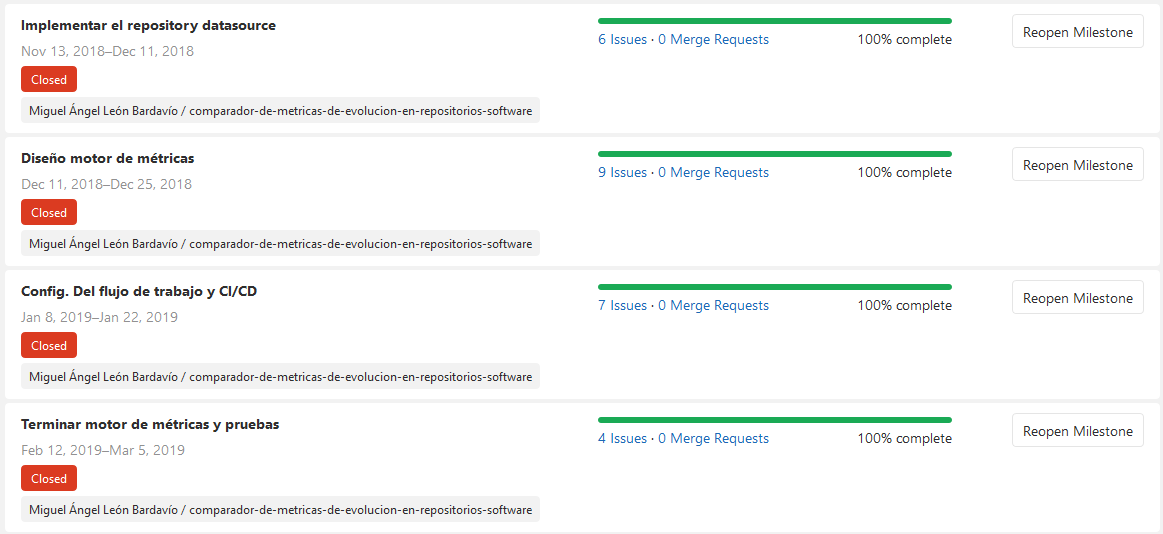 Implementar el repository datasource
Nov 13, 2018–Dec 11, 2018
Closed
Miguel Ángel León Bardavío / comparador-de-metricas-de-evolucion-en-repositorios-software
6 Issues · 0 Merge Requests
100% complete
Reopen Milestone
Diseño motor de métricas
Dec 11, 2018–Dec 25, 2018
Closed
Miguel Ángel León Bardavío / comparador-de-metricas-de-evolucion-en-repositorios-software
9 Issues · 0 Merge Requests
100% complete
Reopen Milestone
Config. Del flujo de trabajo y CI/CD
Jan 8, 2019–Jan 22, 2019
Closed
Miguel Ángel León Bardavío / comparador-de-metricas-de-evolucion-en-repositorios-software
7 Issues · 0 Merge Requests
100% complete
Reopen Milestone
Terminar motor de métricas y pruebas
Feb 12, 2019–Mar 5, 2019
Closed
Miguel Ángel León Bardavío / comparador-de-metricas-de-evolucion-en-repositorios-software
4 Issues · 0 Merge Requests
100% complete
Reopen Milestone